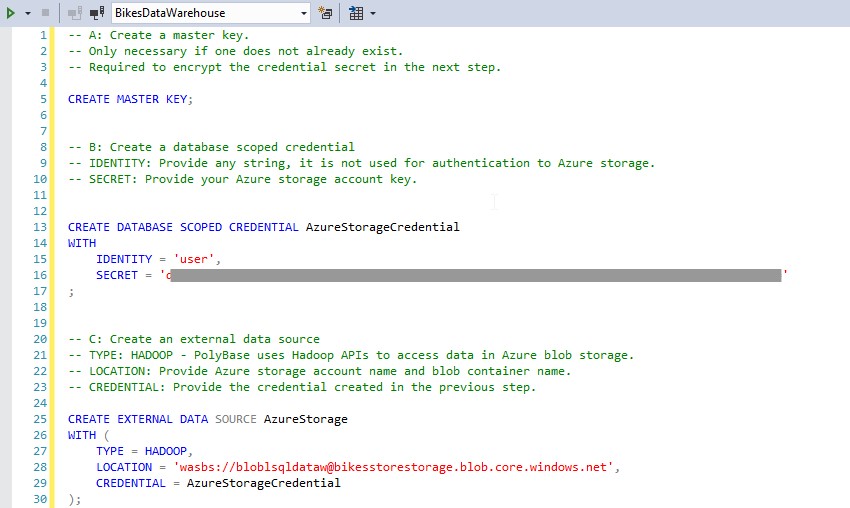 BikesDataWarehouse
1 -- A: Create a master key.
2 -- Only necessary if one does not already exist.
3 -- Required to encrypt the credential secret in the next step.
4
5 CREATE MASTER KEY;
6
7
8 -- B: Create a database scoped credential
9 -- IDENTITY: Provide any string, it is not used for authentication to Azure storage.
10 -- SECRET: Provide your Azure storage account key.
11
12
13 CREATE DATABASE SCOPED CREDENTIAL AzureStorageCredential
14 WITH
15 IDENTITY = 'user',
16 SECRET = ' '
17 ;
18
19
20 -- C: Create an external data source
21 -- TYPE: HADOOP - PolyBase uses Hadoop APIs to access data in Azure blob storage.
22 -- LOCATION: Provide Azure storage account name and blob container name.
23 -- CREDENTIAL: Provide the credential created in the previous step.
24
25 CREATE EXTERNAL DATA SOURCE AzureStorage
26 WITH (
27 TYPE = HADOOP,
28 LOCATION = 'wasbs://bloblsqldataw@bikesstorestorage.blob.core.windows.net',
29 CREDENTIAL = AzureStorageCredential
30 );